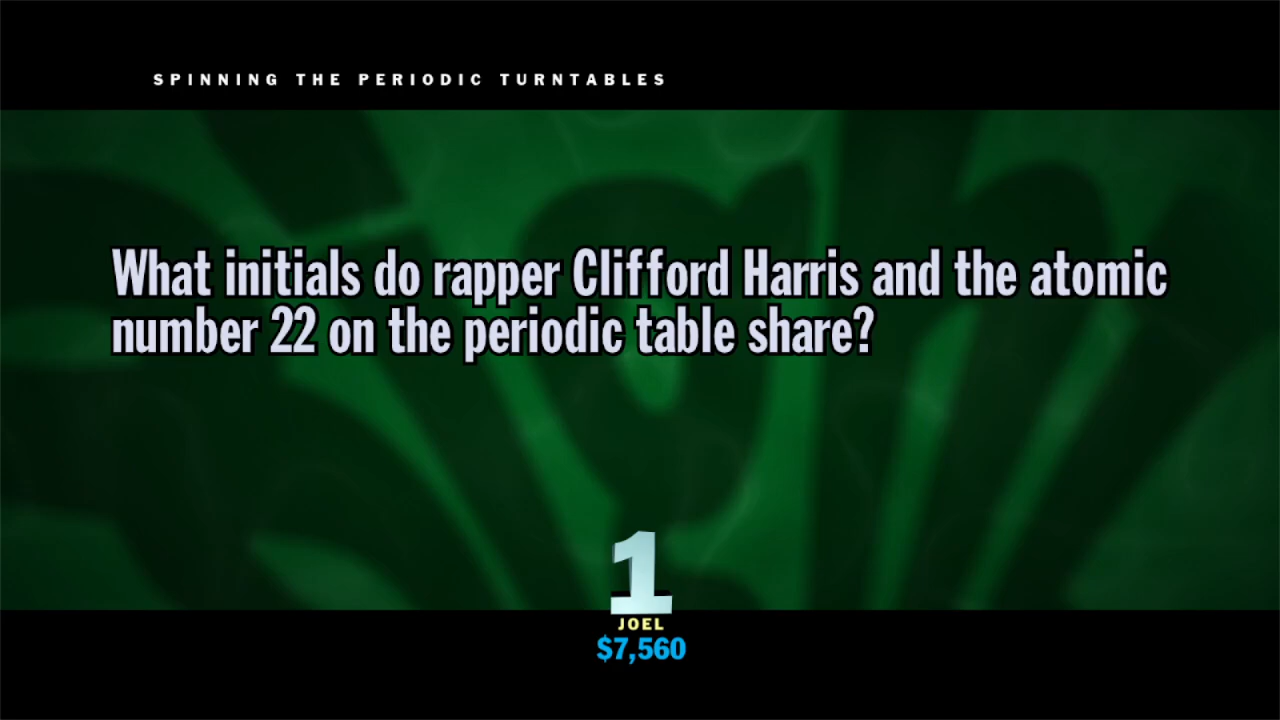 SPINNING THE PERIODIC TURNTABLES
What initials do rapper Clifford Harris and the atomic
number 22 on the periodic table share?
1
JOEL
$7,560